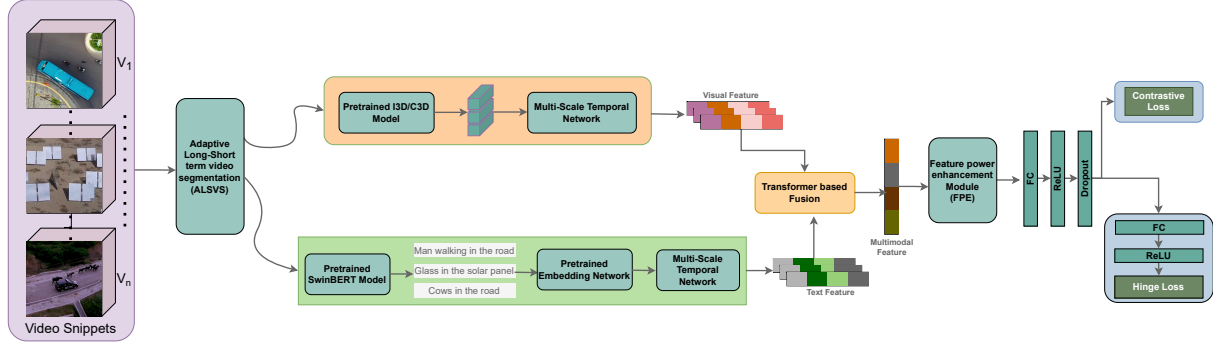 V1
Vn
Video Snippets
Adaptive
Long-Short
term video
segmentation
(ALSVS)
Pretrained I3D/C3D
Model
Multi-Scale Temporal
Network
Visual Feature
Pretrained
SwinBERT Model
Man walking in the road
Glass in the solar panel
Cows in the road
Pretrained
Embedding Network
Multi-Scale
Temporal
Network
Text Feature
Transformer based
Fusion
Multimodal
Feature
Feature power
enhancement
Module
(FPE)
FC
ReLU
Dropout
Contrastive
Loss
FC
ReLU
Hinge Loss